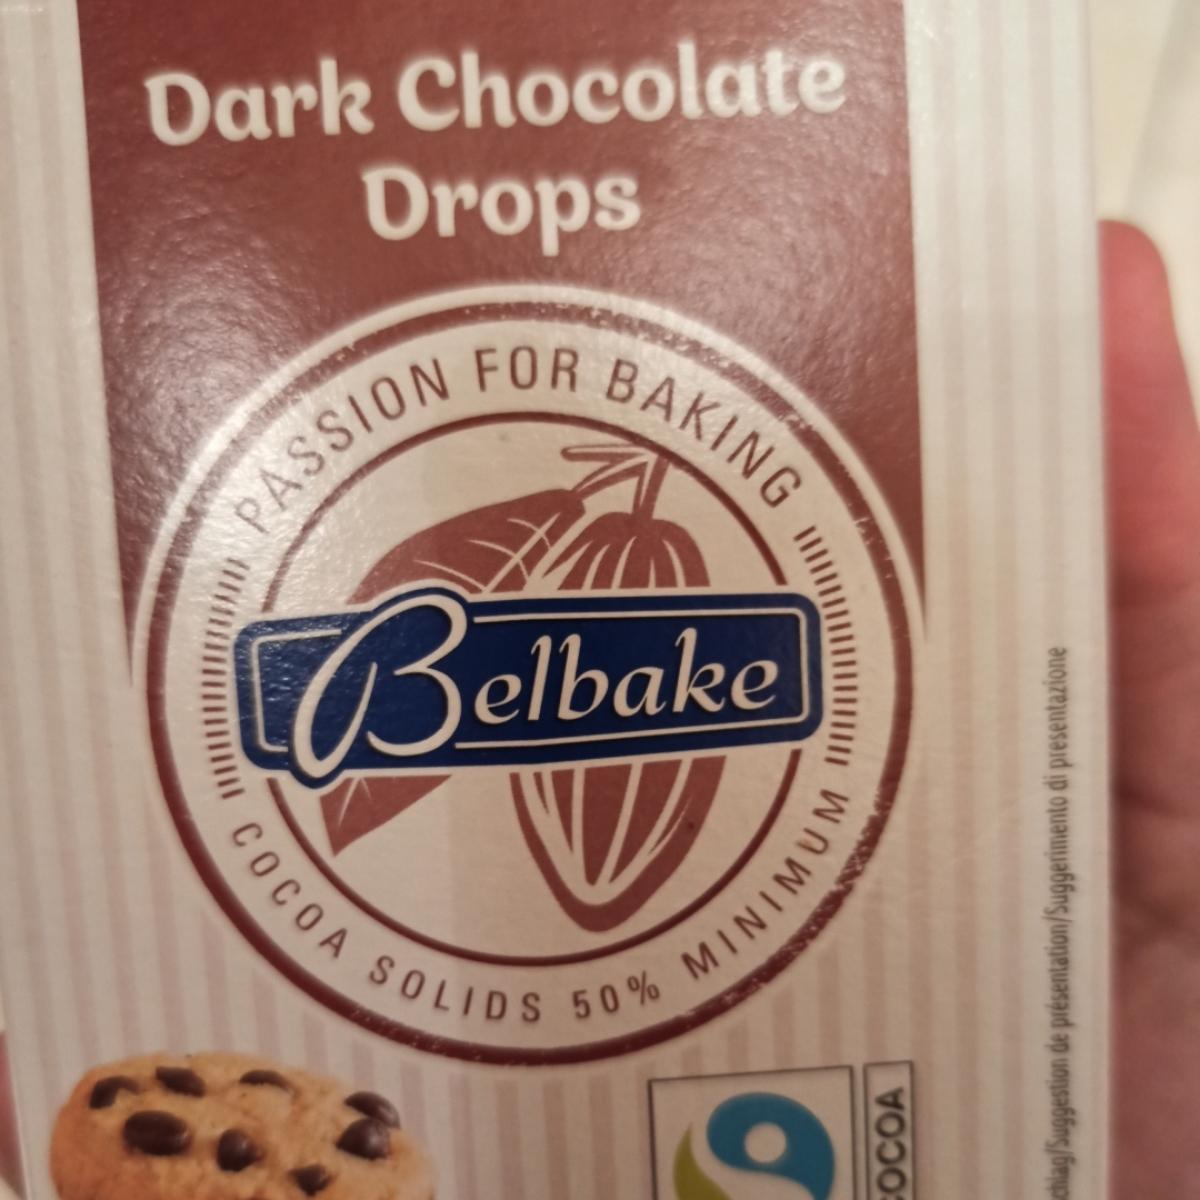 Dark Chocolate
Drops
PASSION FOR BAKING
Belbake
COCOA SOLIDS 50% MINIMUM
COCOA
/Suggestion de présentation/Suggerimento di presentazione